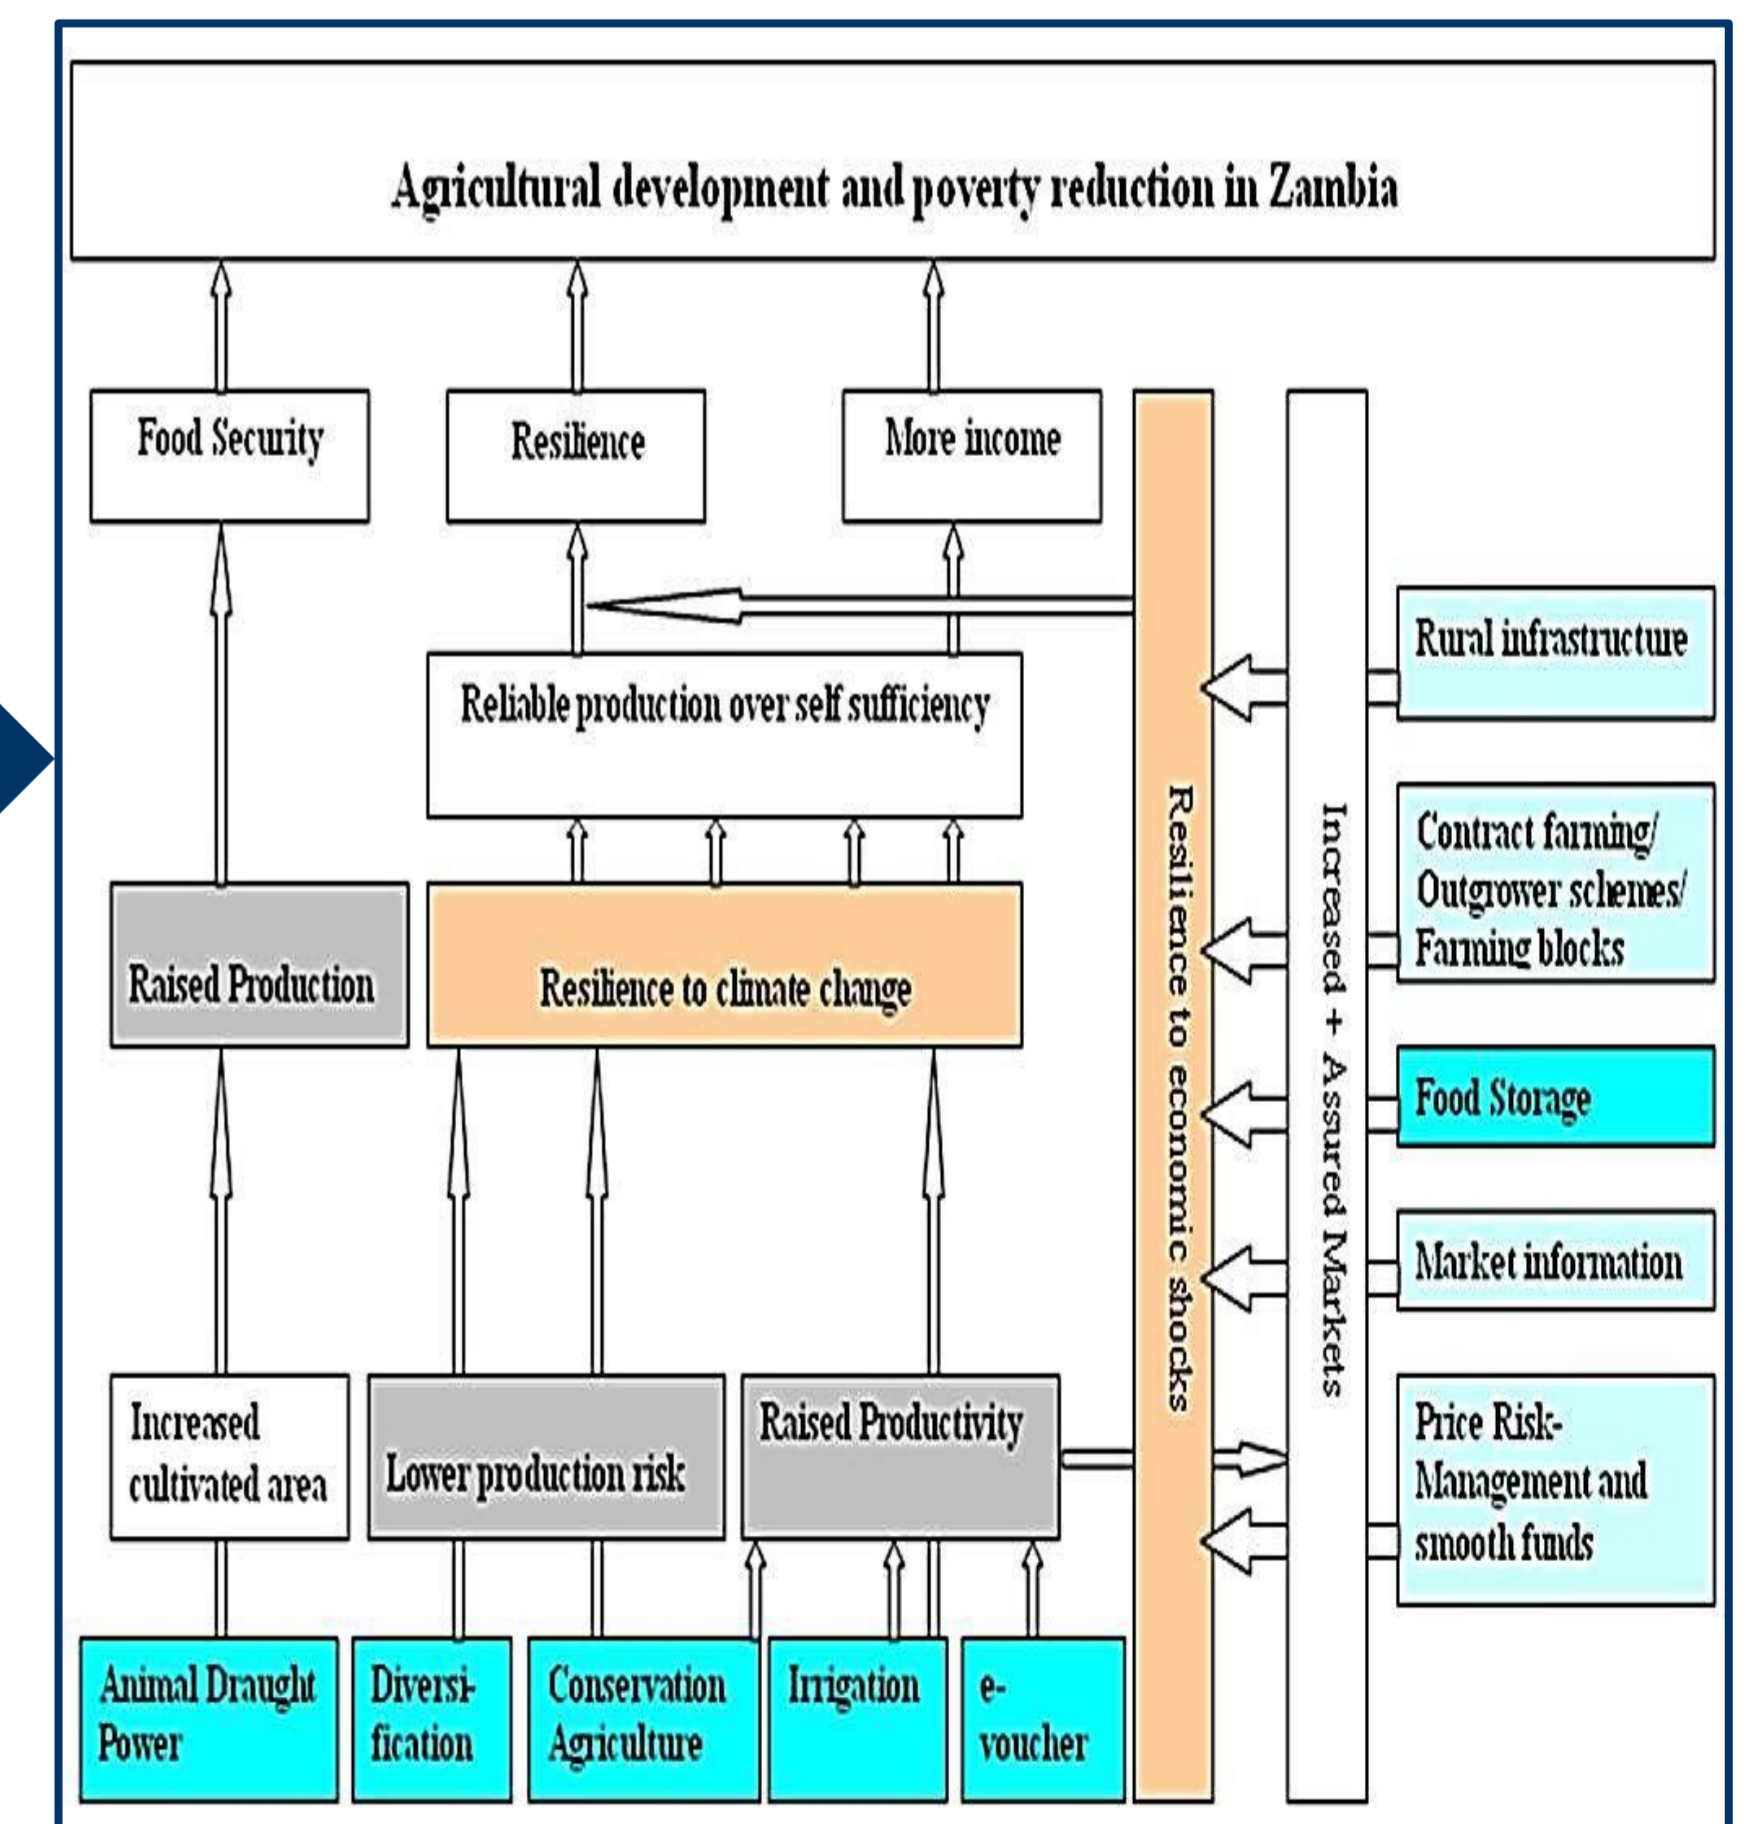 Agricultural development and poverty reduction in Zambia
Food Security
Resilience
More income
Rural infrastructure
Reliable production over self sufficiency
Contract farming/
Outgrower schemes/
Farming blocks
Raised Production
Resilience to climate change
Resilience to economic shocks
Increased + Assured Markets
Food Storage
Market information
Increased
cultivated area
Lower production risk
Raised Productivity
Price Risk-
Management and
smooth funds
Animal Draught
Power
Diversi-
fication
Conservation
Agriculture
Irrigation
e-
voucher